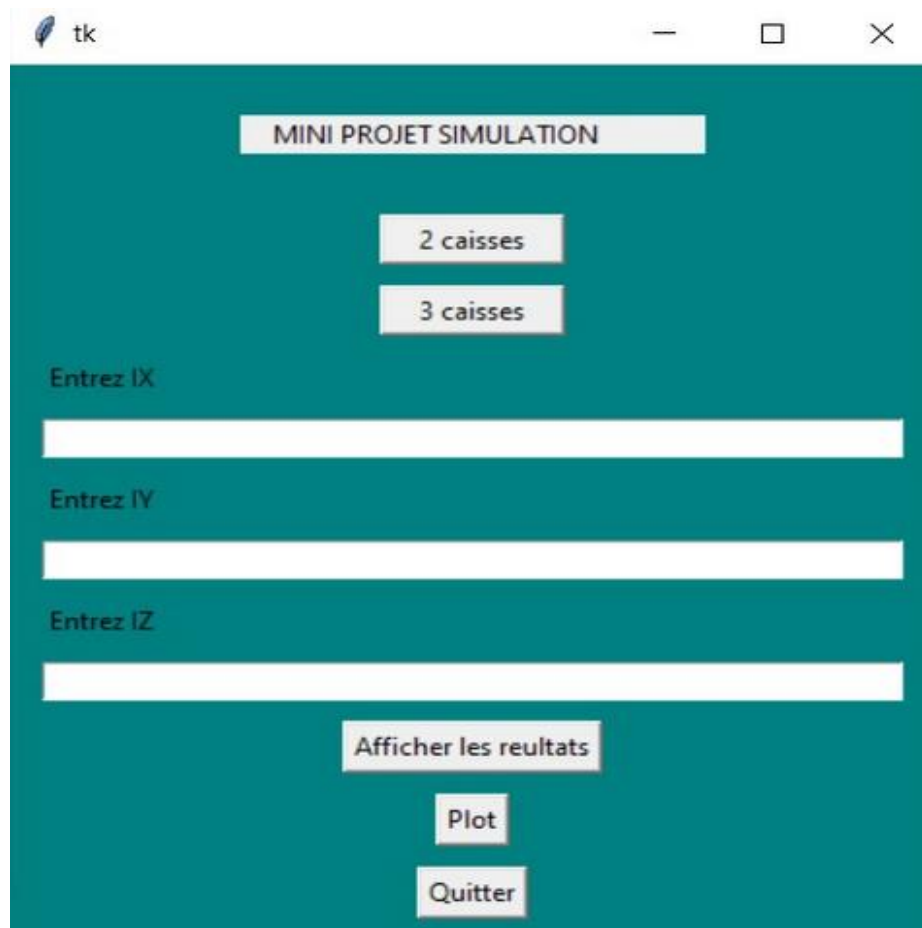 tk
MINI PROJET SIMULATION
2 caisses
3 caisses
Entrez IX
Entrez IY
Entrez IZ
Afficher les reultats
Plot
Quitter